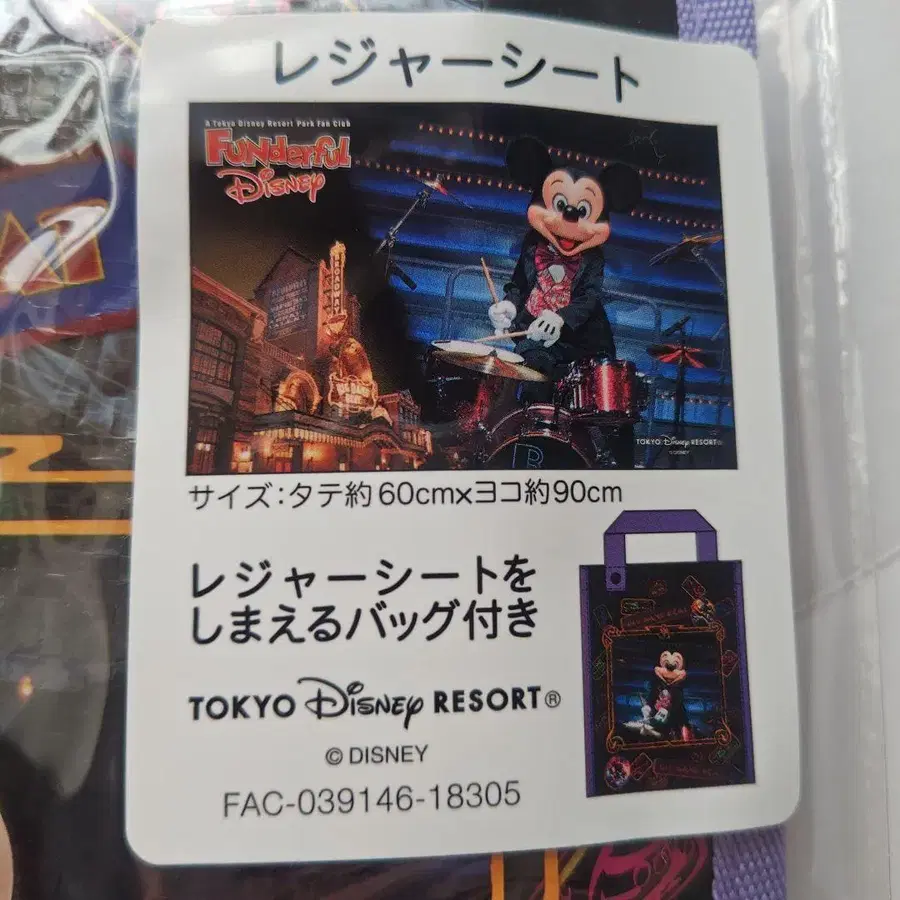 レジャーシート
A Tokyo Disney Resort Park Fan Club
FUNderful
Disney
BROADWAY
BIG BAND
B
TOKYO Disney RESORT®
©DISNEY
サイズ:タテ約60cm×ヨコ約90cm
レジャーシートを
しまえるバッグ付き
TOKYO Disney RESORT®
© DISNEY
FAC-039146-18305